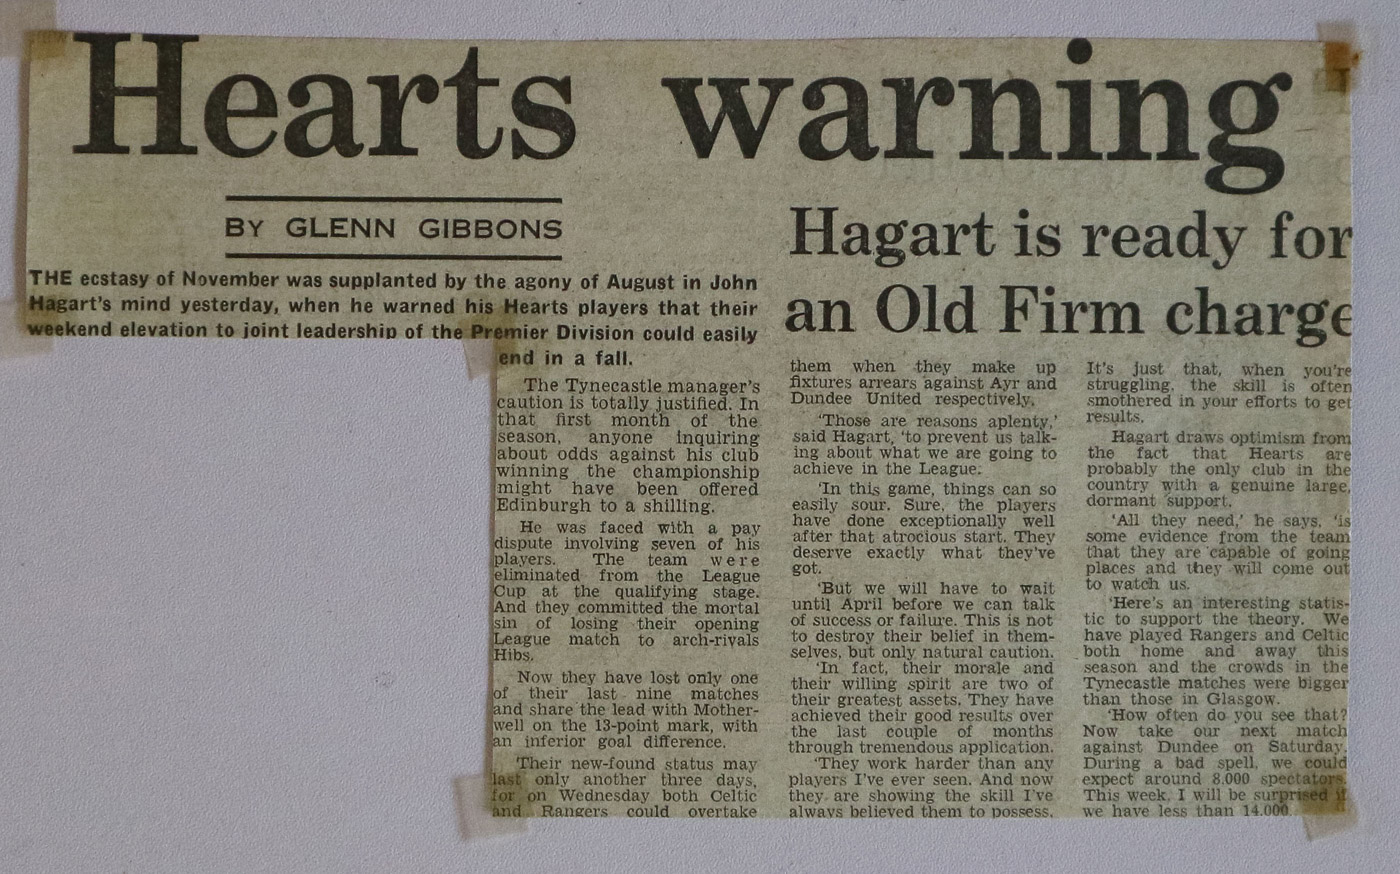 Hearts warning
BY GLENN GIBBONS
Hagart is ready for
an Old Firm charge
THE ecstasy of November was supplanted by the agony of August in John
Hagart's mind yesterday, when he warned his Hearts players that their
weekend elevation to joint leadership of the Premier Division could easily
end in a fall.
The Tynecastle manager's
caution is totally justified. In
that first month of the
season, anyone inquiring
about odds against his club
winning the championship
might have been offered
Edinburgh to a shilling.
He was faced with a pay
dispute involving seven of his
players. The team were
eliminated from the League
Cup at the qualifying stage.
And they committed the mortal
sin of losing their opening
League match to arch-rivals
Hibs.
Now they have lost only one
of their last nine matches
and share the lead with Mother-
well on the 13-point mark, with
an inferior goal difference.
Their new-found status may
last only another three days,
for on Wednesday both Celtic
and Rangers could overtake
them when they make up
fixtures arrears against Ayr and
Dundee United respectively.
'Those are reasons aplenty,'
said Hagart, 'to prevent us talk-
ing about what we are going to
achieve in the League.
'In this game, things can so
easily sour. Sure, the players
have done exceptionally well
after that atrocious start. They
deserve exactly what they've
got.
'But we will have to wait
until April before we can talk
of success or failure. This is not
to destroy their belief in them-
selves, but only natural caution.
'In fact, their morale and
their willing spirit are two of
their greatest assets. They have
achieved their good results over
the last couple of months
through tremendous application.
'They work harder than any
players I've ever seen. And now
they are showing the skill I've
always believed them to possess.
It's just that, when you're
struggling, the skill is often
smothered in your efforts to get
results.
Hagart draws optimism from
the fact that Hearts are
probably the only club in the
country with a genuine large,
dormant support.
'All they need,' he says, 'is
some evidence from the team
that they are capable of going
places and they will come out
to watch us.
'Here's an interesting statis-
tic to support the theory. We
have played Rangers and Celtic
both home and away this
season and the crowds in the
Tynecastle matches were bigger
than those in Glasgow.
'How often do you see that?
Now take our next match
against Dundee on Saturday.
During a bad spell, we could
expect around 8.000 spectators.
This week, I will be surprised if
we have less than 14.000